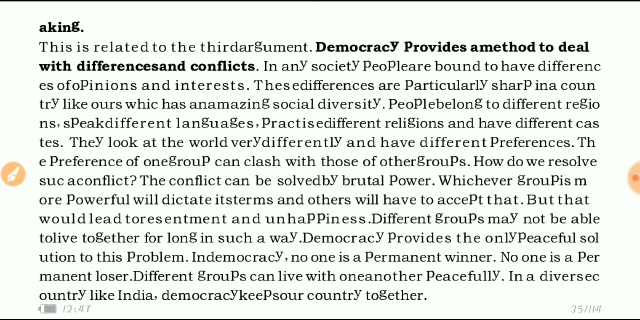 aking.
This is related to the thirdargument. Democracy Provides amethod to deal
with differencesand conflicts. In any society PeoPleare bound to have differenc
es ofoPinions and interests. Thesedifferences are Particularly sharp ina coun
try like ours whic has anamazing social diversity. PeoPlebelong to different regio
ns, sPeakdifferent languages, Practisedifferent religions and have different cas
tes. They look at the world verydifferently and have different Preferences. Th
e Preference of onegrouP can clash with those of othergrouPs. How do we resolve
suc aconflict? The conflict can be solvedby brutal Power. Whichever grouPis m
ore Powerful will dictate itsterms and others will have to accePt that. But that
would lead toresentment and unhaPPiness.Different grouPs may not be able
tolive together for long in such a way.Democracy Provides the onlyPeaceful sol
ution to this Problem. Indemocracy, no one is a Permanent winner. No one is a Per
manent loser.Different grouPs can live with oneanother Peacefully. In a diversec
ountry like India, democracykeePsour country together.
13:47 35/114